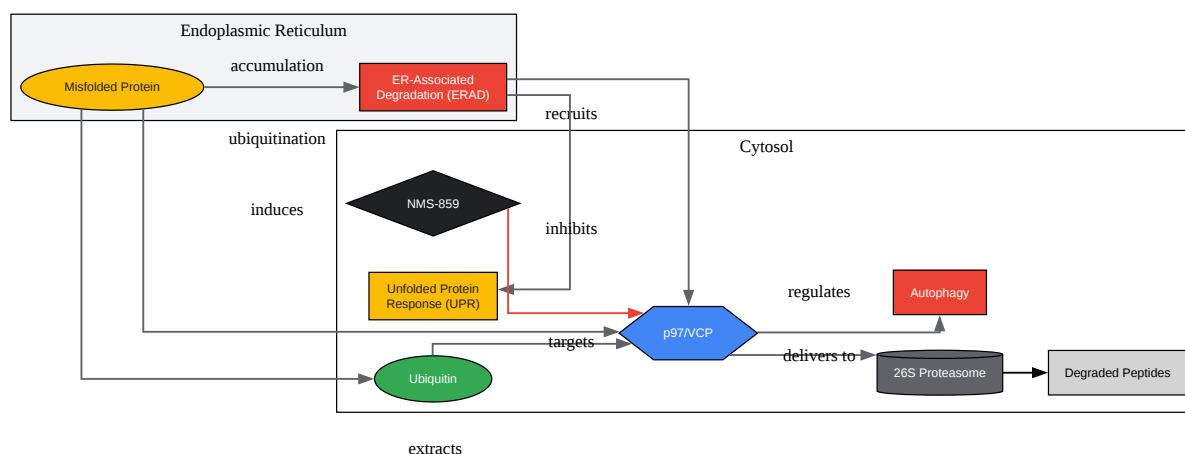 Endoplasmic Reticulum
accumulation
Misfolded Protein
ER-Associated
Degradation (ERAD)
recruits
ubiquitination
Cytosol
NMS-859
induces
inhibits
Unfolded Protein
Response (UPR)
regulates
Autophagy
p97/VCP
targets
delivers to
Ubiquitin
26S Proteasome
Degraded Peptides
extracts